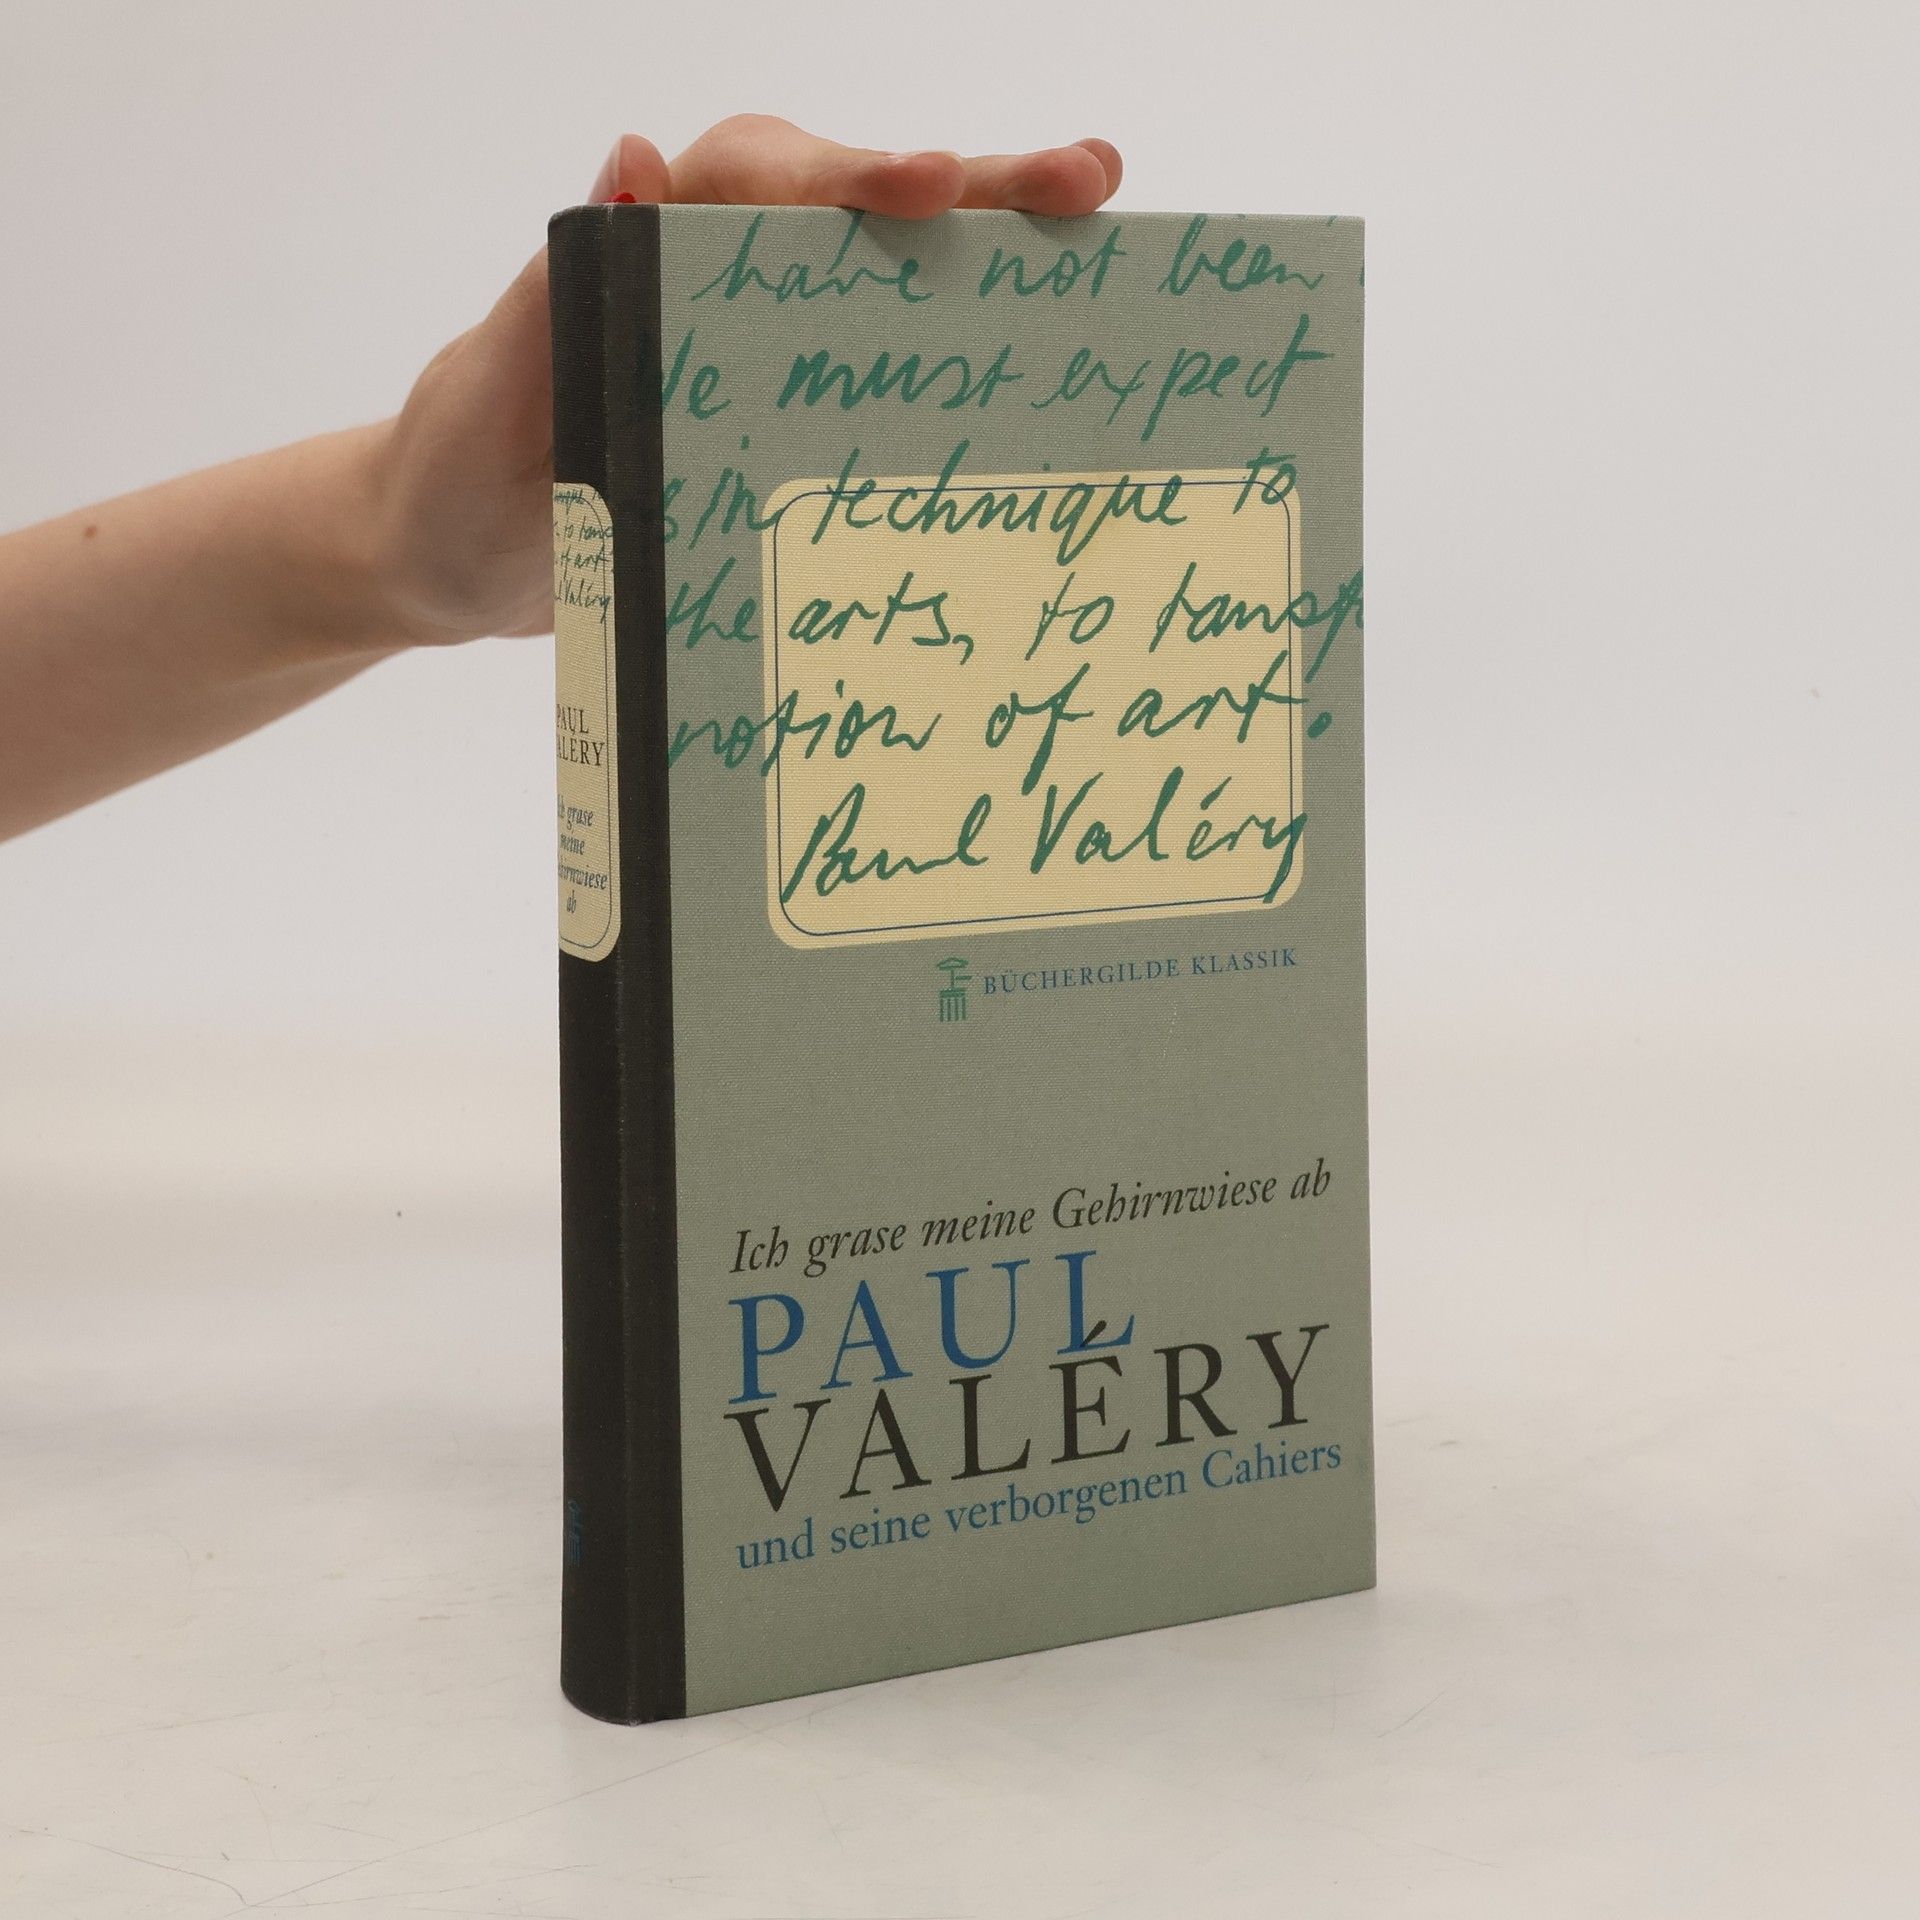 have not been
must expect
in technique to
the arts, to transf
notion of art.
Paul Valéry
BÜCHERGILDE KLASSIK
Ich grase meine Gehirnwiese ab
PAUL
VALÉRY
und seine verborgenen Cahiers
PAUL
VALÉRY
Ich grase
meine
Gehirnwiese
ab